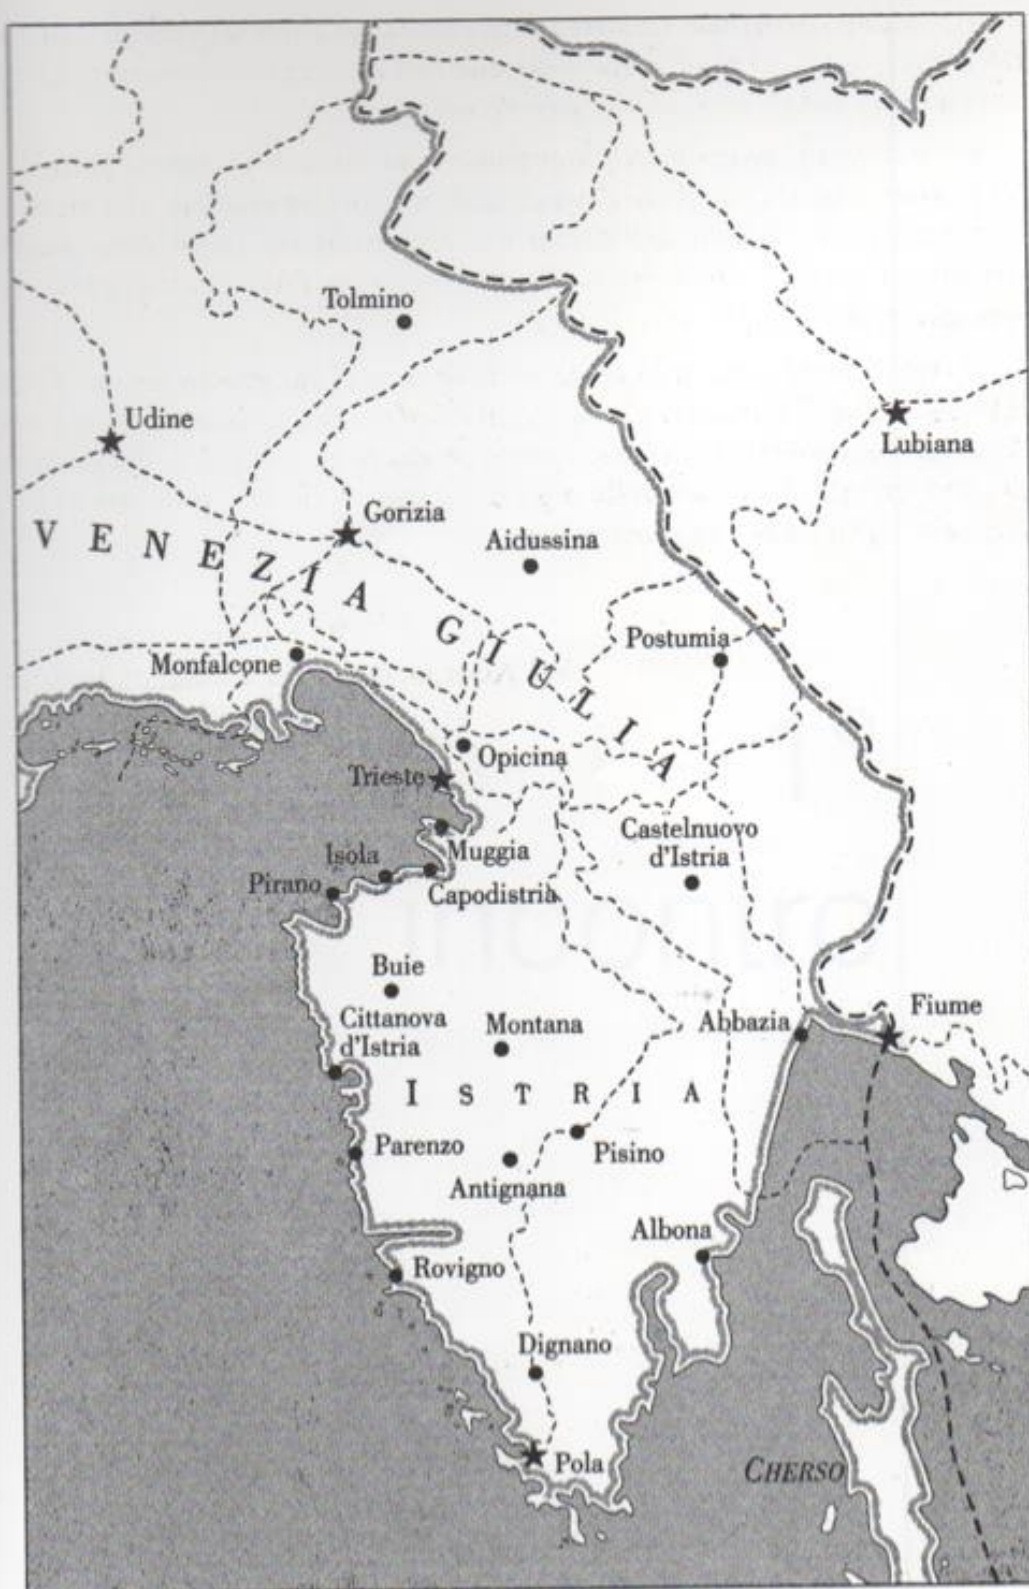 Tolmino
Udine
Lubiana
Gorizia
VENEZIA GIULIA
Aidussina
Postumia
Monfalcone
Opicina
Trieste
Castelnuovo
d'Istria
Muggia
Isola
Pirano
Capodistria
Buie
Cittanova
d'Istria
Montana
Abbazia
Fiume
ISTRIA
Parenzo
Pisino
Antignana
Albona
Rovigno
Dignano
Pola
CHERSO